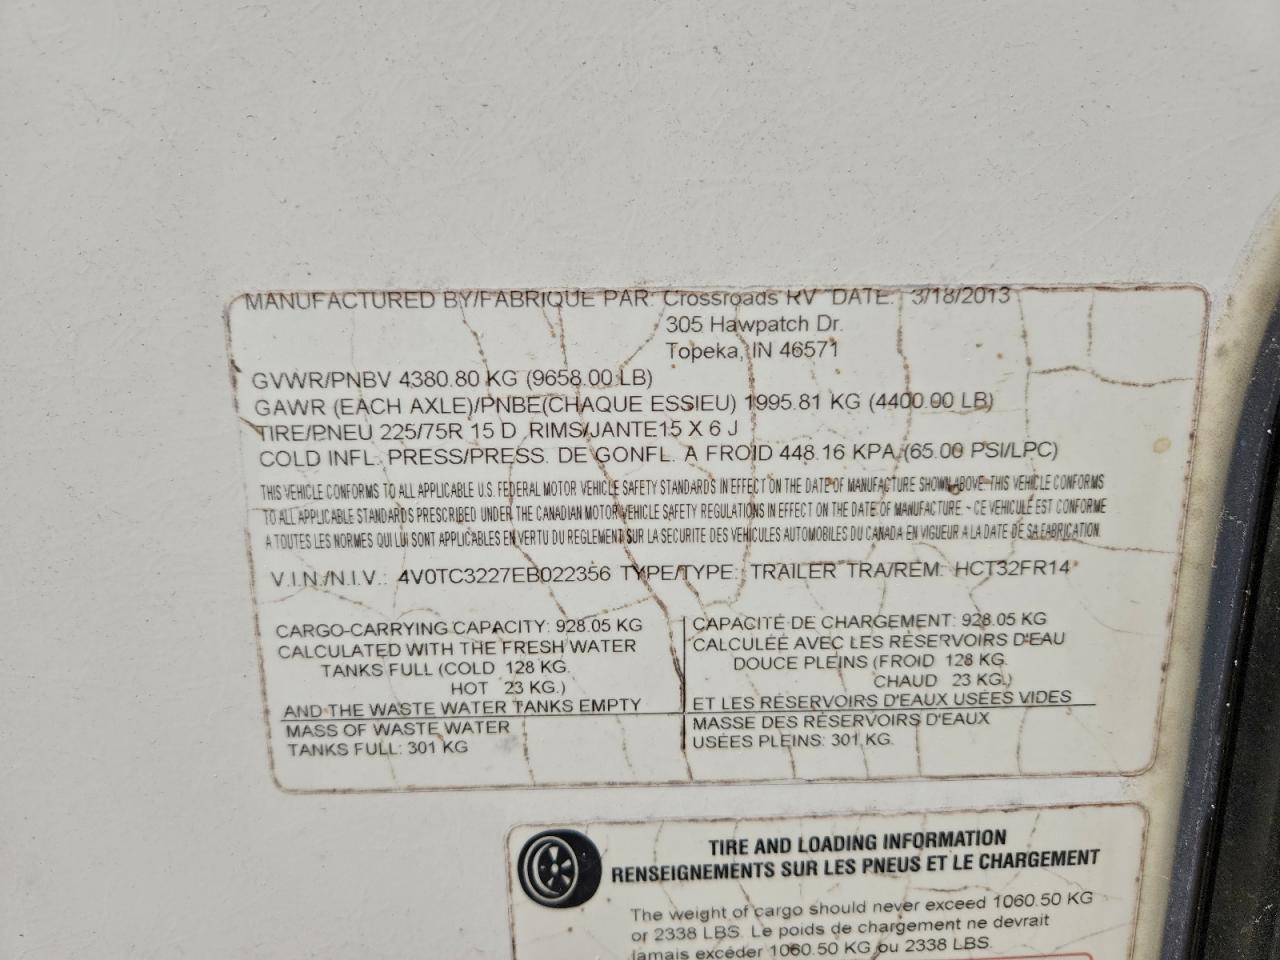 MANUFACTURED BY/FABRIQUE PAR: Crossroads RV DATE: 3/18/2013
305 Hawpatch Dr.
Topeka, IN 46571
GVWR/PNBV 4380.80 KG (9658.00 LB)
GAWR (EACH AXLE)/PNBE(CHAQUE ESSIEU) 1995.81 KG (4400.00 LB)
TIRE/PNEU 225/75R 15 D RIMS/JANTE15 X 6 J
COLD INFL. PRESS/PRESS. DE GONFL. A FROID 448.16 KPA (65.00 PSI/LPC)
THIS VEHICLE CONFORMS TO ALL APPLICABLE U.S. FEDERAL MOTOR VEHICLE SAFETY STANDARDS IN EFFECT ON THE DATE OF MANUFACTURE SHOWN ABOVE. THIS VEHICLE CONFORMS
TO ALL APPLICABLE STANDARDS PRESCRIBED UNDER THE CANADIAN MOTOR VEHICLE SAFETY REGULATIONS IN EFFECT ON THE DATE OF MANUFACTURE - CE VEHICULE EST CONFORME
A TOUTES LES NORMES QUI LUI SONT APPLICABLES EN VERTU DU REGLEMENT SUR LA SECURITE DES VEHICULES AUTOMOBILES DU CANADA EN VIGUEUR A LA DATE DE SA FABRICATION.
V.I.N./N.I.V.: 4V0TC3227EB022356 TYPE/TYPE: TRAILER TRA/REM: HCT32FR14
CARGO-CARRYING CAPACITY: 928.05 KG
CALCULATED WITH THE FRESH WATER
TANKS FULL (COLD 128 KG.
HOT 23 KG.)
AND THE WASTE WATER TANKS EMPTY
MASS OF WASTE WATER
TANKS FULL: 301 KG
CAPACITÉ DE CHARGEMENT: 928.05 KG
CALCULÉE AVEC LES RÉSERVOIRS D'EAU
DOUCE PLEINS (FROID 128 KG.
CHAUD 23 KG.)
ET LES RÉSERVOIRS D'EAUX USÉES VIDES
MASSE DES RÉSERVOIRS D'EAUX
USÉES PLEINS: 301 KG.
TIRE AND LOADING INFORMATION
RENSEIGNEMENTS SUR LES PNEUS ET LE CHARGEMENT
The weight of cargo should never exceed 1060.50 KG
or 2338 LBS. Le poids de chargement ne devrait
jamais excéder 1060.50 KG ou 2338 LBS.